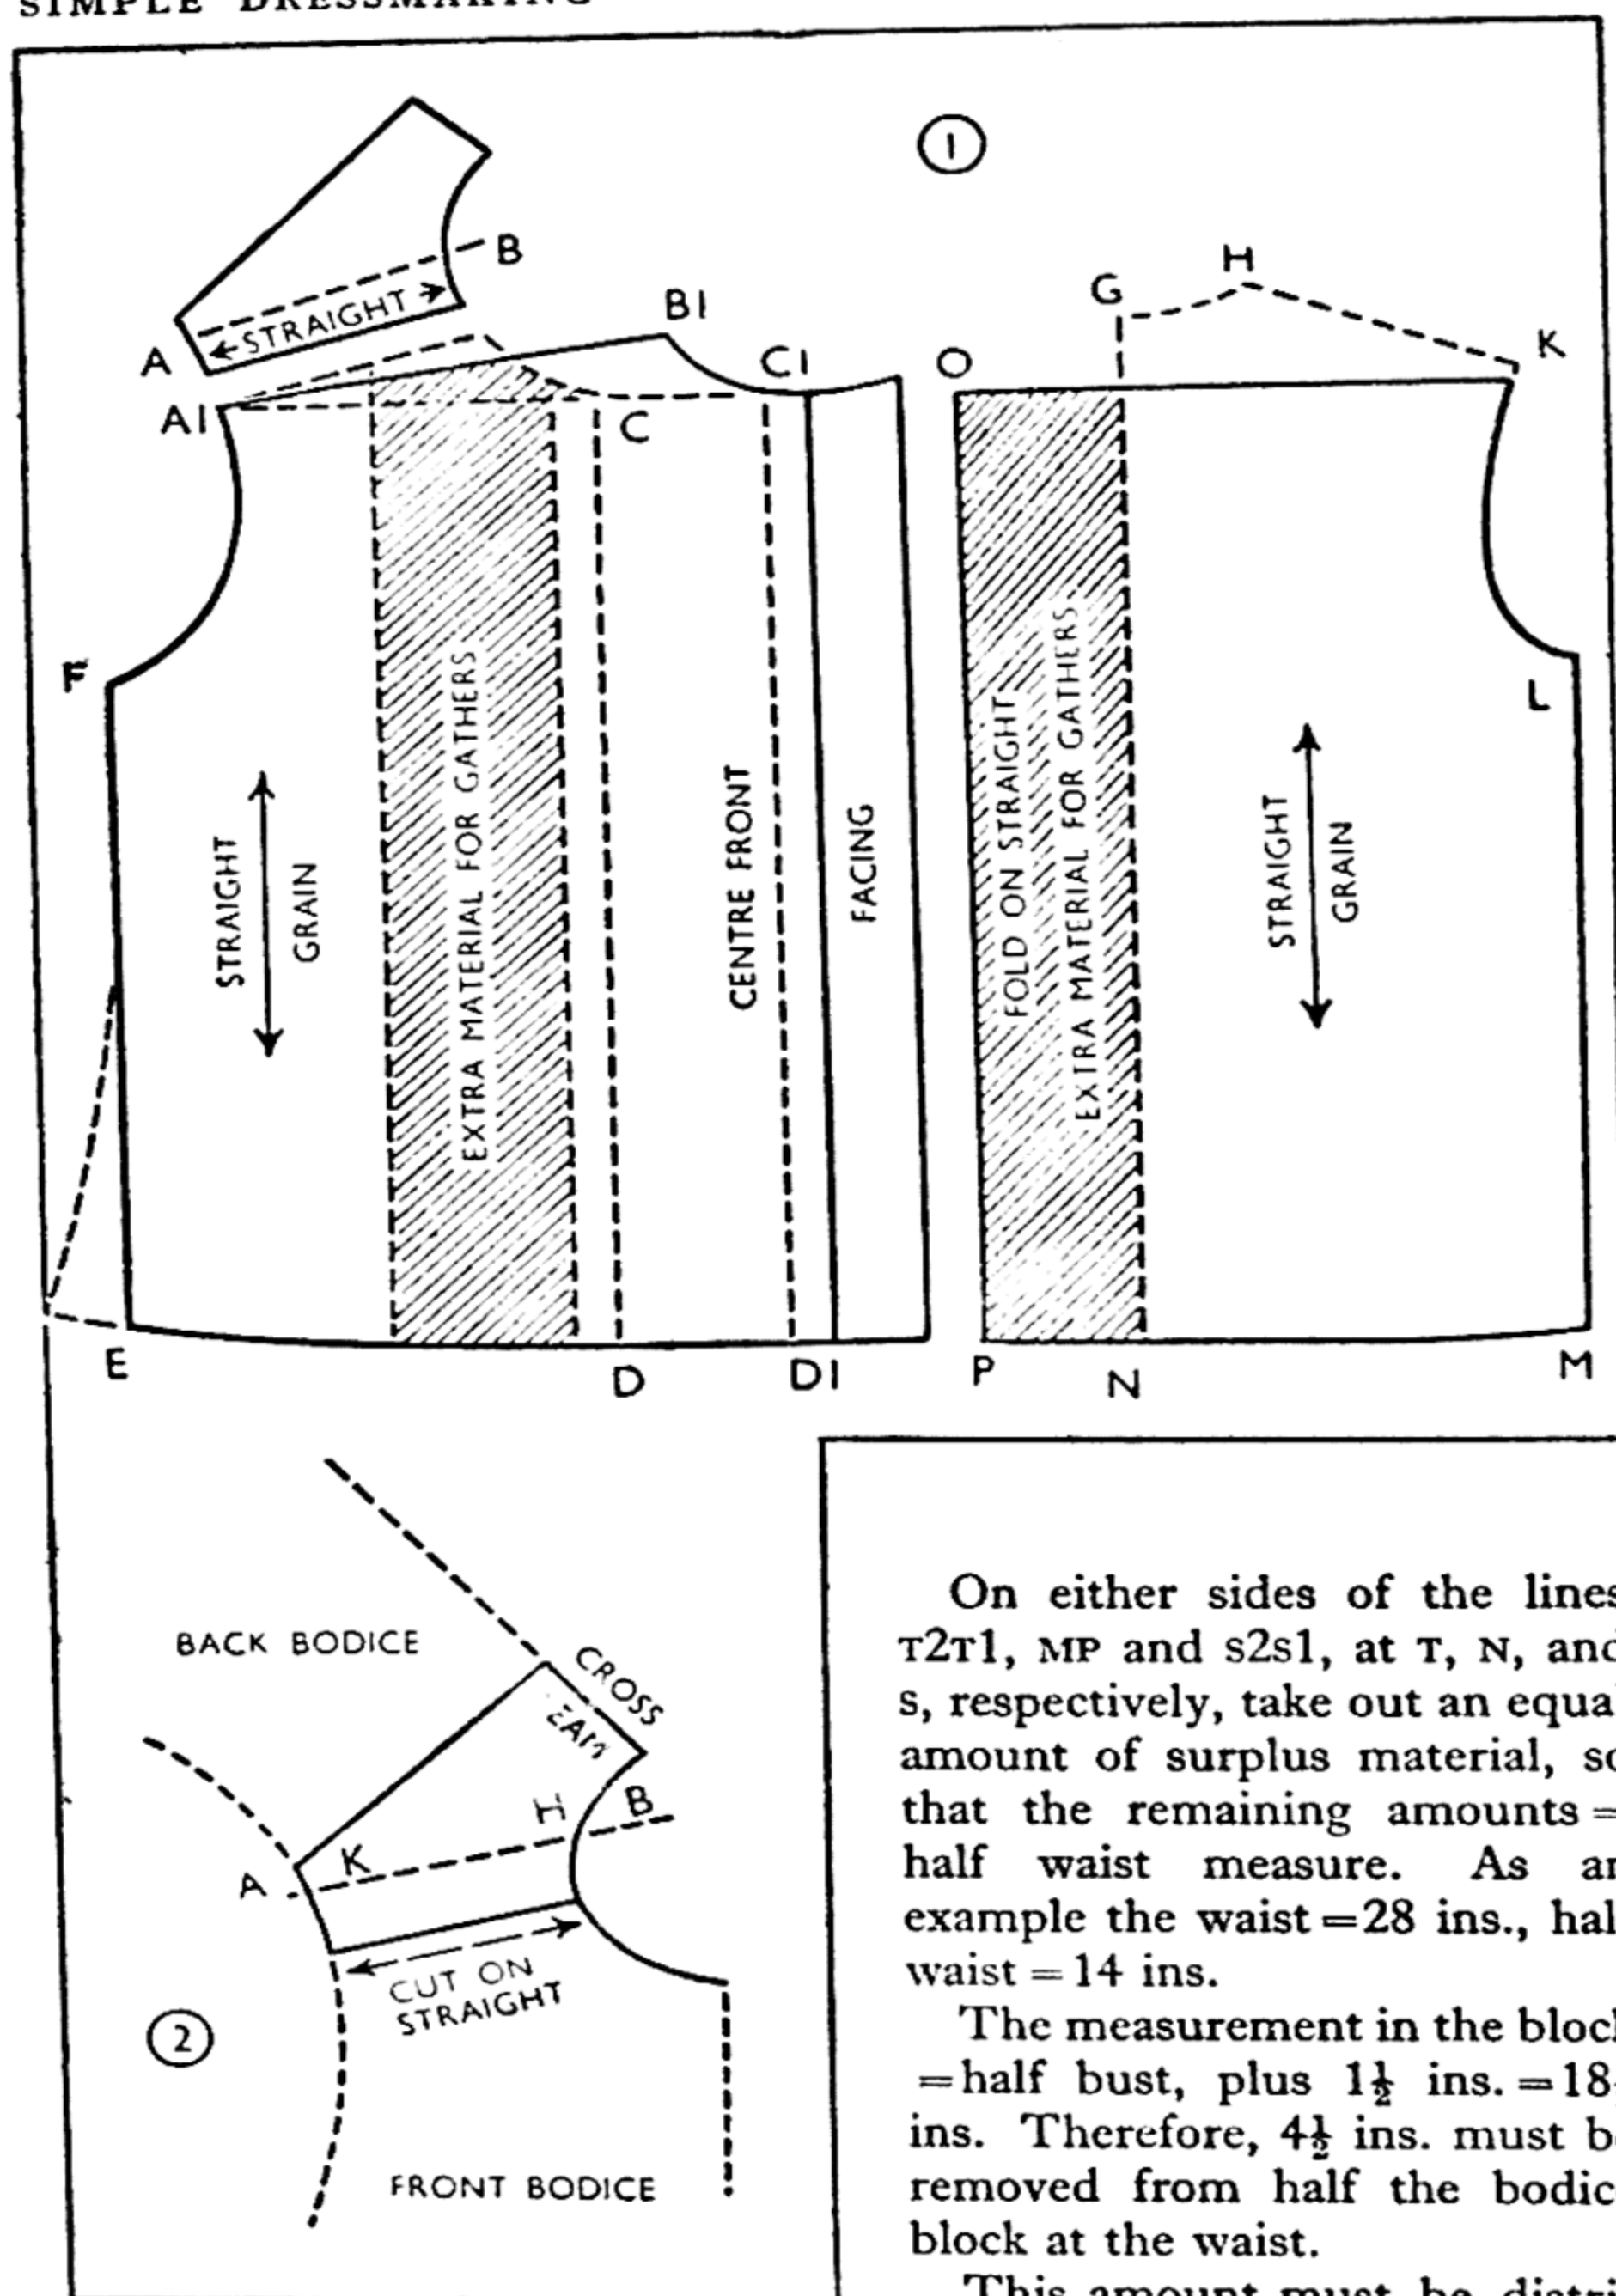 SIMPLE DRESSMAKING
1
B
STRAIGHT
A
A1
B1
C1
C
O
G
H
K
F
L
STRAIGHT
GRAIN
EXTRA MATERIAL FOR GATHERS
CENTRE FRONT
FACING
FOLD ON STRAIGHT
EXTRA MATERIAL FOR GATHERS
STRAIGHT
GRAIN
E
D
D1
P
N
M
BACK BODICE
CROSS
H
B
K
A
CUT ON
STRAIGHT
2
FRONT BODICE
On either sides of the lines
T2T1, MP and S2S1, at T, N, and
S, respectively, take out an equal
amount of surplus material, so
that the remaining amounts =
half waist measure. As an
example the waist = 28 ins., half
waist = 14 ins.
The measurement in the block
= half bust, plus 1½ ins. = 18
ins. Therefore, 4½ ins. must be
removed from half the bodice
block at the waist.
This amount must be